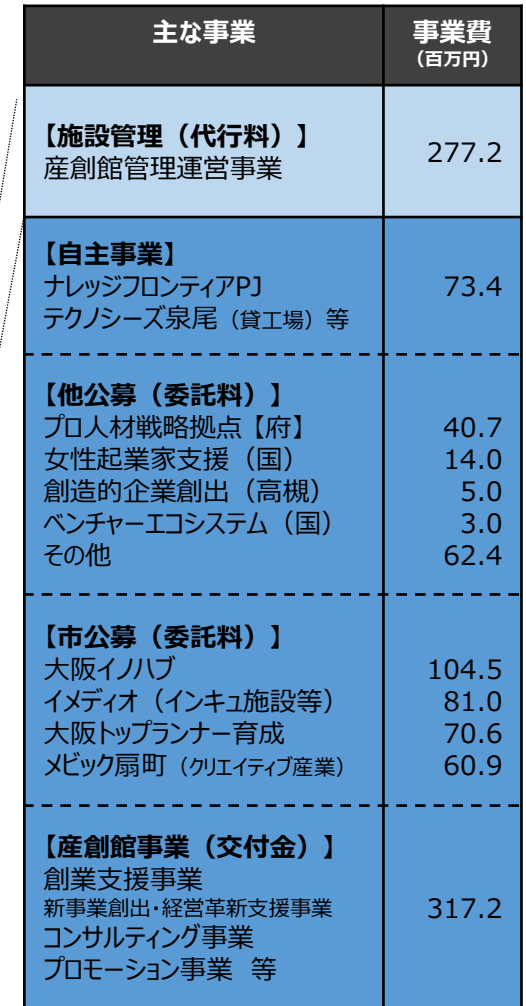 主な事業 事業費
（百万円）
【施設管理（代行料）】
産創館管理運営事業 277.2
【自主事業】
ナレッジフロンティアPJ 73.4
テクノシーズ泉尾（貸工場）等
【他公募（委託料）】
プロ人材戦略拠点【府】 40.7
女性起業家支援（国） 14.0
創造的企業創出（高槻） 5.0
ベンチャーエコシステム（国） 3.0
その他 62.4
【市公募（委託料）】
大阪イノハブ 104.5
イメディオ（インキュ施設等） 81.0
大阪トップランナー育成 70.6
メビック扇町（クリエイティブ産業） 60.9
【産創館事業（交付金）】
創業支援事業
新事業創出・経営革新支援事業 317.2
コンサルティング事業
プロモーション事業 等